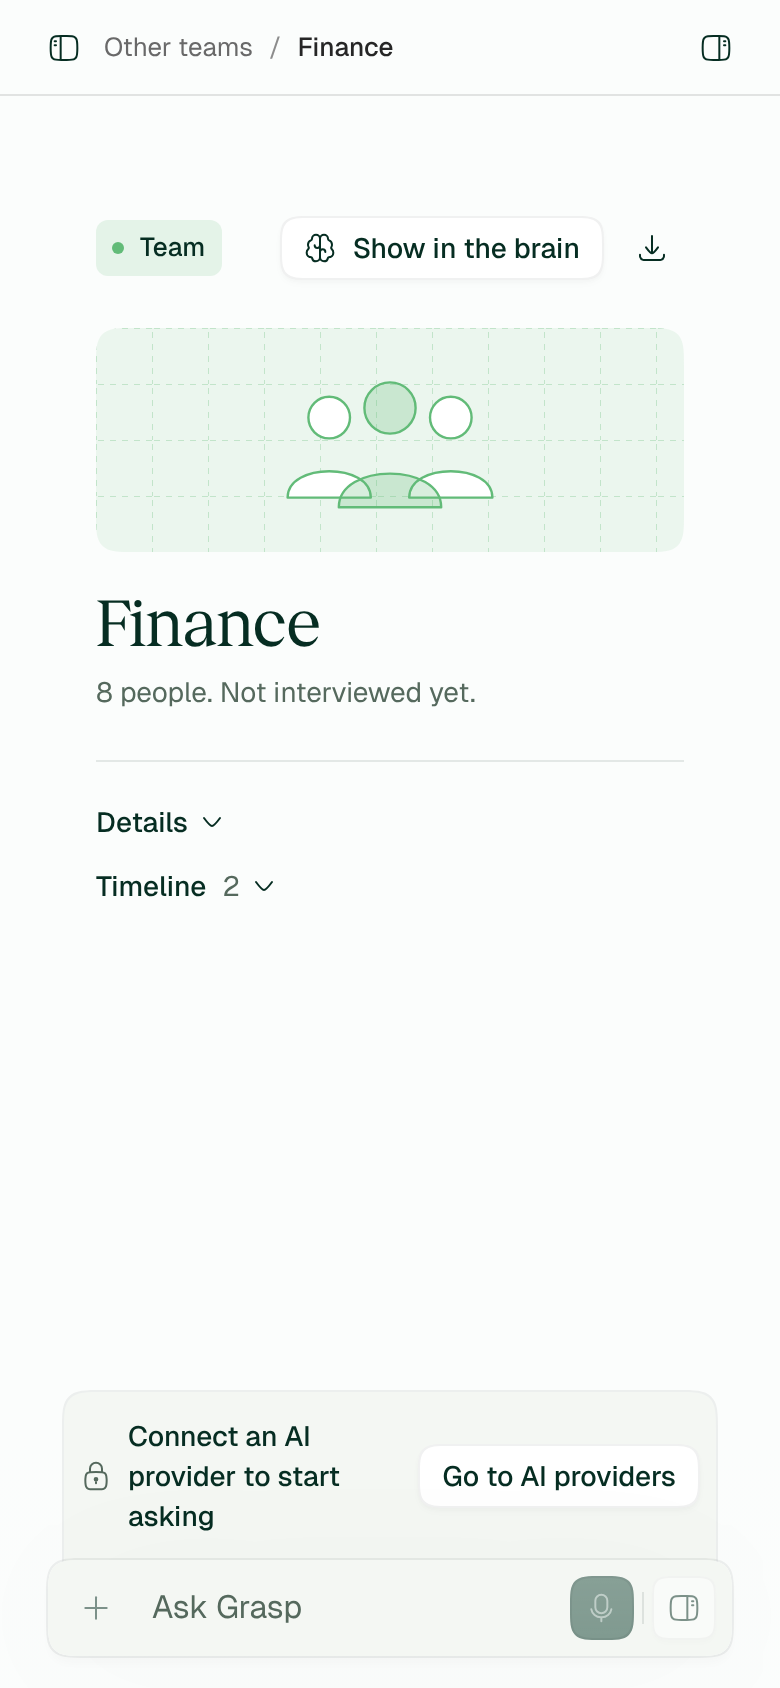 Other teams / Finance
Team
Show in the brain
Finance
8 people. Not interviewed yet.
Details
Timeline 2
Connect an AI
provider to start
asking
Go to AI providers
Ask Grasp